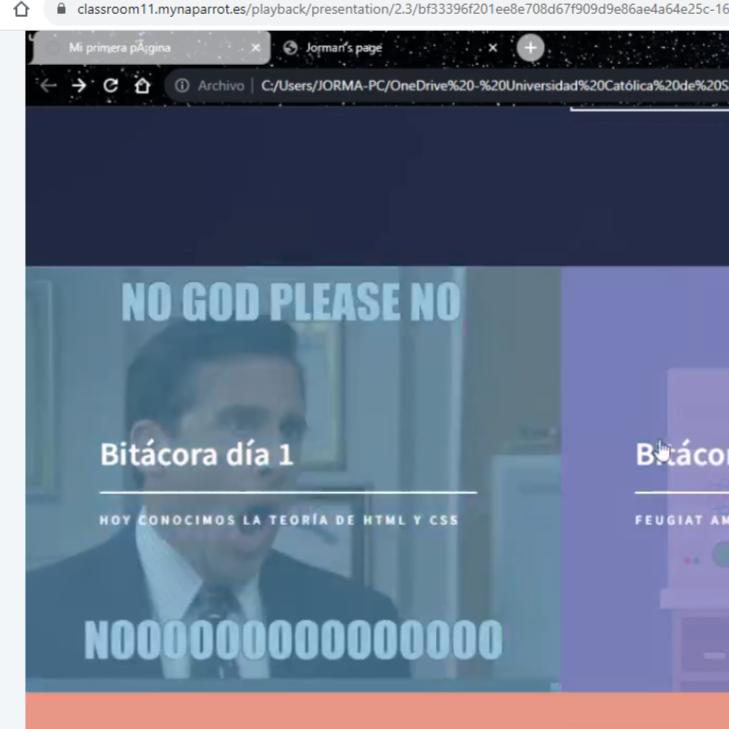 classroom11.mynaparrot.es/playback/presentation/2.3/bf33396f201ee8e708d67f909d9e86ae4a64e25c-16
Mi primera pÃ¡gina
Jorman's page
Archivo
C:/Users/JORMA-PC/OneDrive%20-%20Universidad%20Católica%20de%20S
NO GOD PLEASE NO
Bitácora día 1
Bitácor
HOY CONOCIMOS LA TEORÍA DE HTML Y CSS
FEUGIAT AM
NOOOOOOOOOOOOOOO